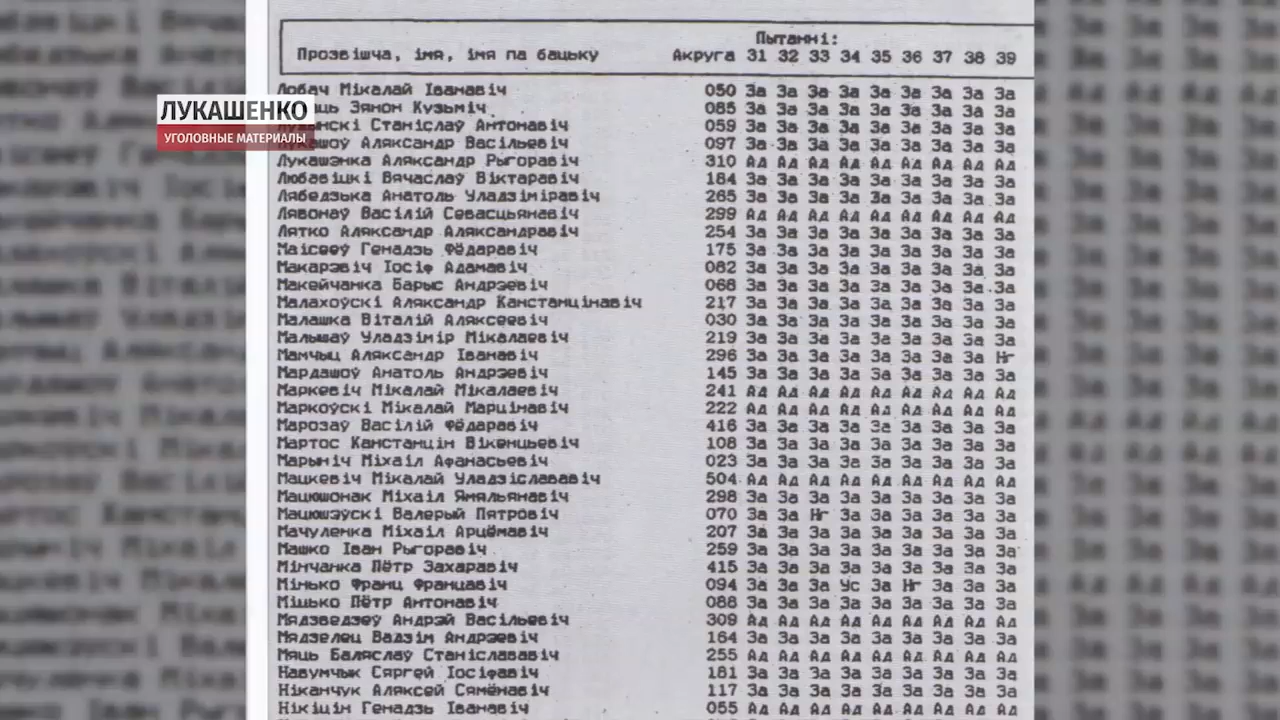 Пытанні:
Прозвішча, імя, імя па бацьку Акруга 31 32 33 34 35 36 37 38 39
Лобач Мікалай Іванавіч 050 За За За За За За За За За
ЛУКАШЕНКО
Зянон Кузьміч 085 За За За За За За За За За
УГОЛОВНЫЕ МАТЕРИАЛЫ
Станіслаў Антонавіч 059 За За За За За За За За За
Лукашоў Аляксандр Васільевіч 097 За За За За За За За За За
Лукашэнка Аляксандр Рыгоравіч 310 Ад Ад Ад Ад Ад Ад Ад Ад Ад
Любавіцкі Вячаслаў Віктаравіч 184 За За За За За За За За За
Лябедзька Анатоль Уладзіміравіч 265 За За За За За За За За За
Лявонаў Васілій Севасцьянавіч 299 Ад Ад Ад Ад Ад Ад Ад Ад Ад
Лятко Аляксандр Аляксандравіч 254 За За За За За За За За За
Маісееў Генадзь Фёдаравіч 175 За За За За За За За За За
Макарэвіч Іосіф Адамавіч 082 За За За За За За За За За
Макейчанка Барыс Андрэевіч 068 За За За За За За За За За
Малахоўскі Аляксандр Канстанцінавіч 217 За За За За За За За За За
Малашка Віталій Аляксеевіч 030 За За За За За За За За За
Малышаў Уладзімір Мікалаевіч 219 За За За За За За За За За
Мамчыц Аляксандр Іванавіч 296 За За За За За За За За Нг
Мардашоў Анатоль Андрэевіч 145 За За За За За За За За За
Маркевіч Мікалай Мікалаевіч 241 Ад Ад Ад Ад Ад Ад Ад Ад Ад
Маркоўскі Мікалай Марцінавіч 222 Ад Ад Ад Ад Ад Ад Ад Ад Ад
Марозаў Васілій Фёдаравіч 416 За За За За За За За За За
Мартос Канстанцін Вікенцьевіч 108 За За За За За За За За За
Марыніч Міхаіл Афанасьевіч 023 За За За За За За За За За
Мацкевіч Мікалай Уладзіслававіч 504 Ад Ад Ад Ад Ад Ад Ад Ад Ад
Мацюшонак Міхаіл Ямяльянавіч 298 За За За За За За За За За
Мацюшэўскі Валерый Пятровіч 070 За За Нг За За За За За За
Мачуленка Міхаіл Арцёмавіч 207 За За За За За За За За За
Машко Іван Рыгоравіч 259 За За За За За За За За За
Мінчанка Пётр Захаравіч 415 За За За За За За За За За
Мінько Франц Францавіч 094 За За За Ус За Нг За За За
Міцько Пётр Антонавіч 088 За За За За За За За За За
Мядзведзеў Андрэй Васільевіч 309 Ад Ад Ад Ад Ад Ад Ад Ад Ад
Мядзелец Вадзім Андрэевіч 164 За За За За За За За За За
Мяць Баляслаў Станіслававіч 255 Ад Ад Ад Ад Ад Ад Ад Ад Ад
Навумчык Сяргей Іосіфавіч 181 За За За За За За За За За
Ніканчук Аляксей Сямёнавіч 117 За За За За За За За За За
Нікіцін Генадзь Іванавіч 055 Ад Ад Ад Ад Ад Ад Ад Ад Ад